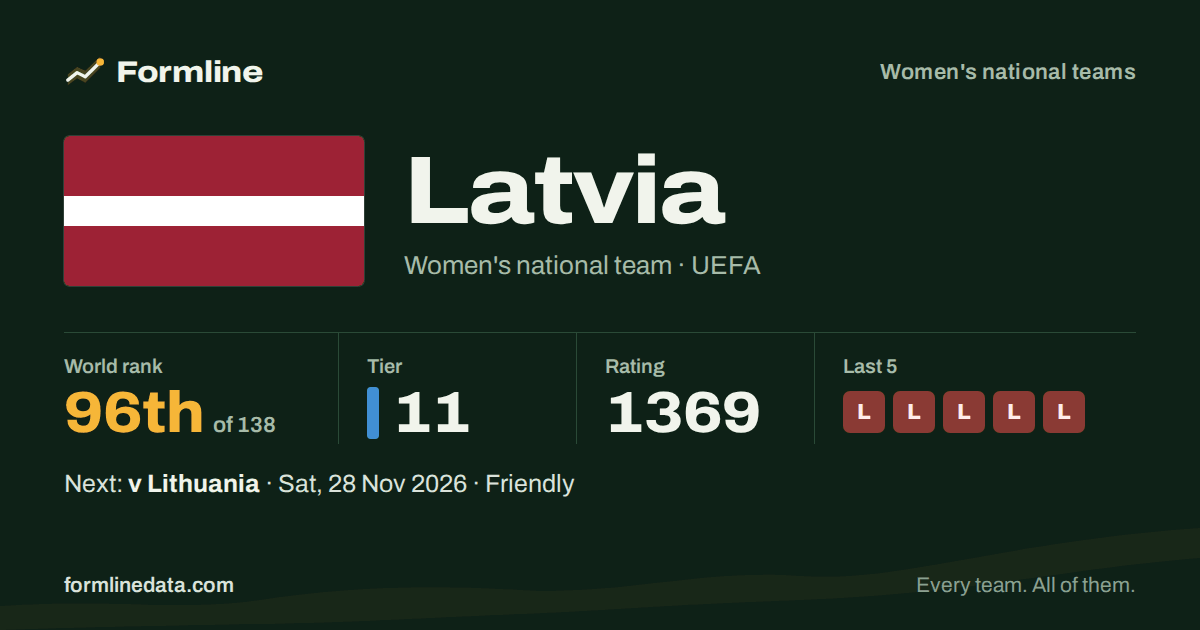 Formline
Women's national teams
Latvia
Women's national team · UEFA
World rank
96th of 138
Tier
11
Rating
1369
Last 5
L L L L L
Next: v Lithuania · Sat, 28 Nov 2026 · Friendly
formlinedata.com
Every team. All of them.